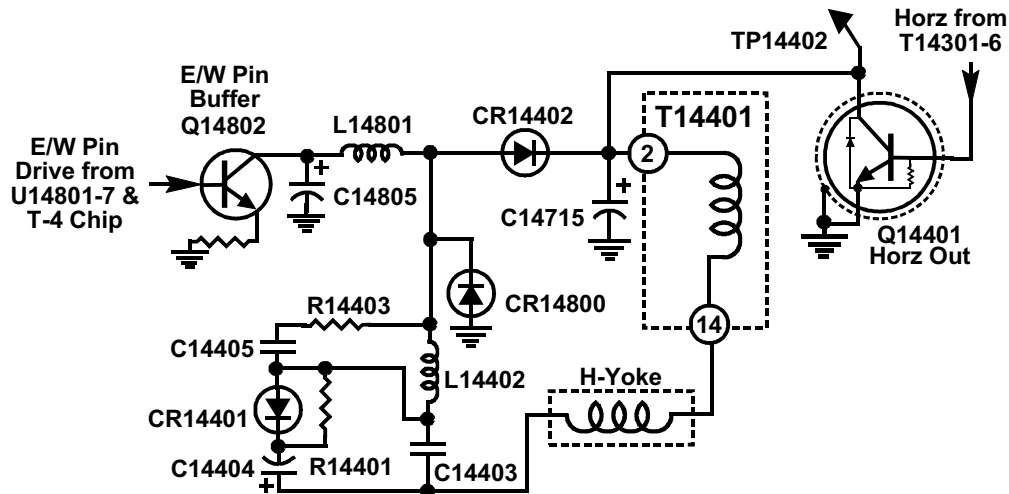 Horz from
T14301-6
TP14402
E/W Pin
Buffer
Q14802
L14801
CR14402
T14401
E/W Pin
Drive from
U14801-7 &
T-4 Chip
+
C14805
2
+
C14715
Q14401
Horz Out
R14403
CR14800
14
C14405
L14402
H-Yoke
CR14401
C14404
+
R14401
C14403